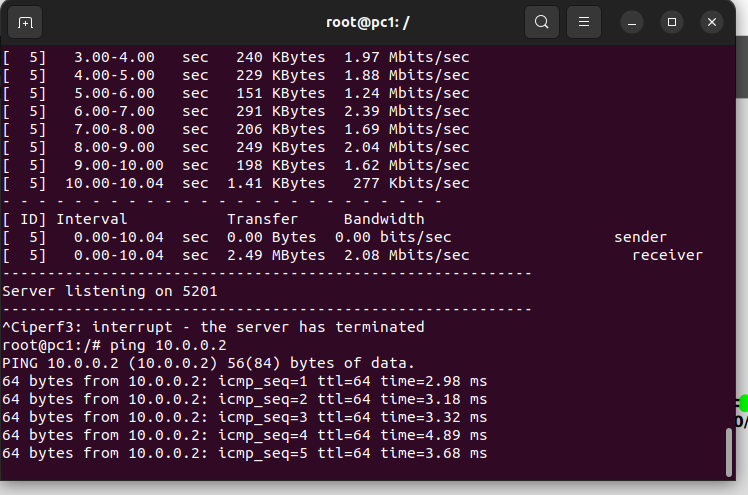 root@pc1: /
[  5]   3.00-4.00   sec   240 KBytes  1.97 Mbits/sec
[  5]   4.00-5.00   sec   229 KBytes  1.88 Mbits/sec
[  5]   5.00-6.00   sec   151 KBytes  1.24 Mbits/sec
[  5]   6.00-7.00   sec   291 KBytes  2.39 Mbits/sec
[  5]   7.00-8.00   sec   206 KBytes  1.69 Mbits/sec
[  5]   8.00-9.00   sec   249 KBytes  2.04 Mbits/sec
[  5]   9.00-10.00  sec   198 KBytes  1.62 Mbits/sec
[  5]  10.00-10.04  sec  1.41 KBytes   277 Kbits/sec
- - - - - - - - - - - - - - - - - - - - - - - - -
[ ID] Interval           Transfer     Bandwidth
[  5]   0.00-10.04  sec  0.00 Bytes  0.00 bits/sec                  sender
[  5]   0.00-10.04  sec  2.49 MBytes  2.08 Mbits/sec                  receiver
-----------------------------------------------------------
Server listening on 5201
-----------------------------------------------------------
^Ciperf3: interrupt - the server has terminated
root@pc1:/# ping 10.0.0.2
PING 10.0.0.2 (10.0.0.2) 56(84) bytes of data.
64 bytes from 10.0.0.2: icmp_seq=1 ttl=64 time=2.98 ms
64 bytes from 10.0.0.2: icmp_seq=2 ttl=64 time=3.18 ms
64 bytes from 10.0.0.2: icmp_seq=3 ttl=64 time=3.32 ms
64 bytes from 10.0.0.2: icmp_seq=4 ttl=64 time=4.89 ms
64 bytes from 10.0.0.2: icmp_seq=5 ttl=64 time=3.68 ms